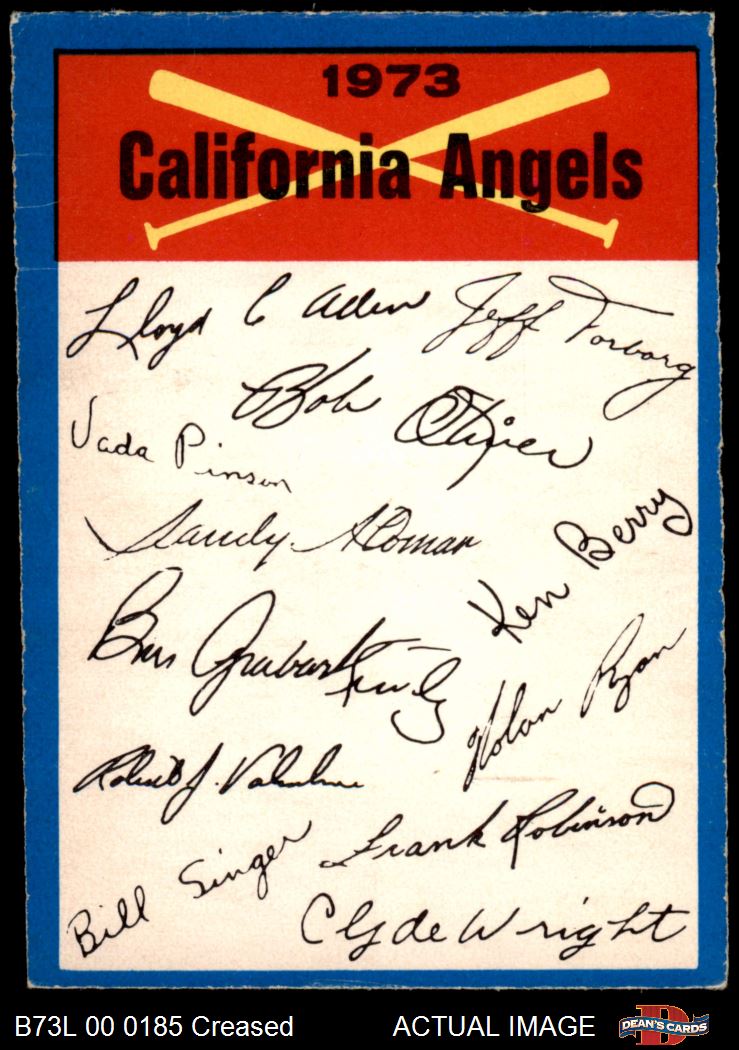 1973
California Angels
Lloyd C Allen
Jeff Torborg
Bob Oliver
Vada Pinson
Sandy Alomar
Ken Berry
Nolan Ryan
Robert J. Valentine
Frank Robinson
Bill Singer
Clyde Wright
B73L 00 0185 Creased
ACTUAL IMAGE
DEAN'S CARDS